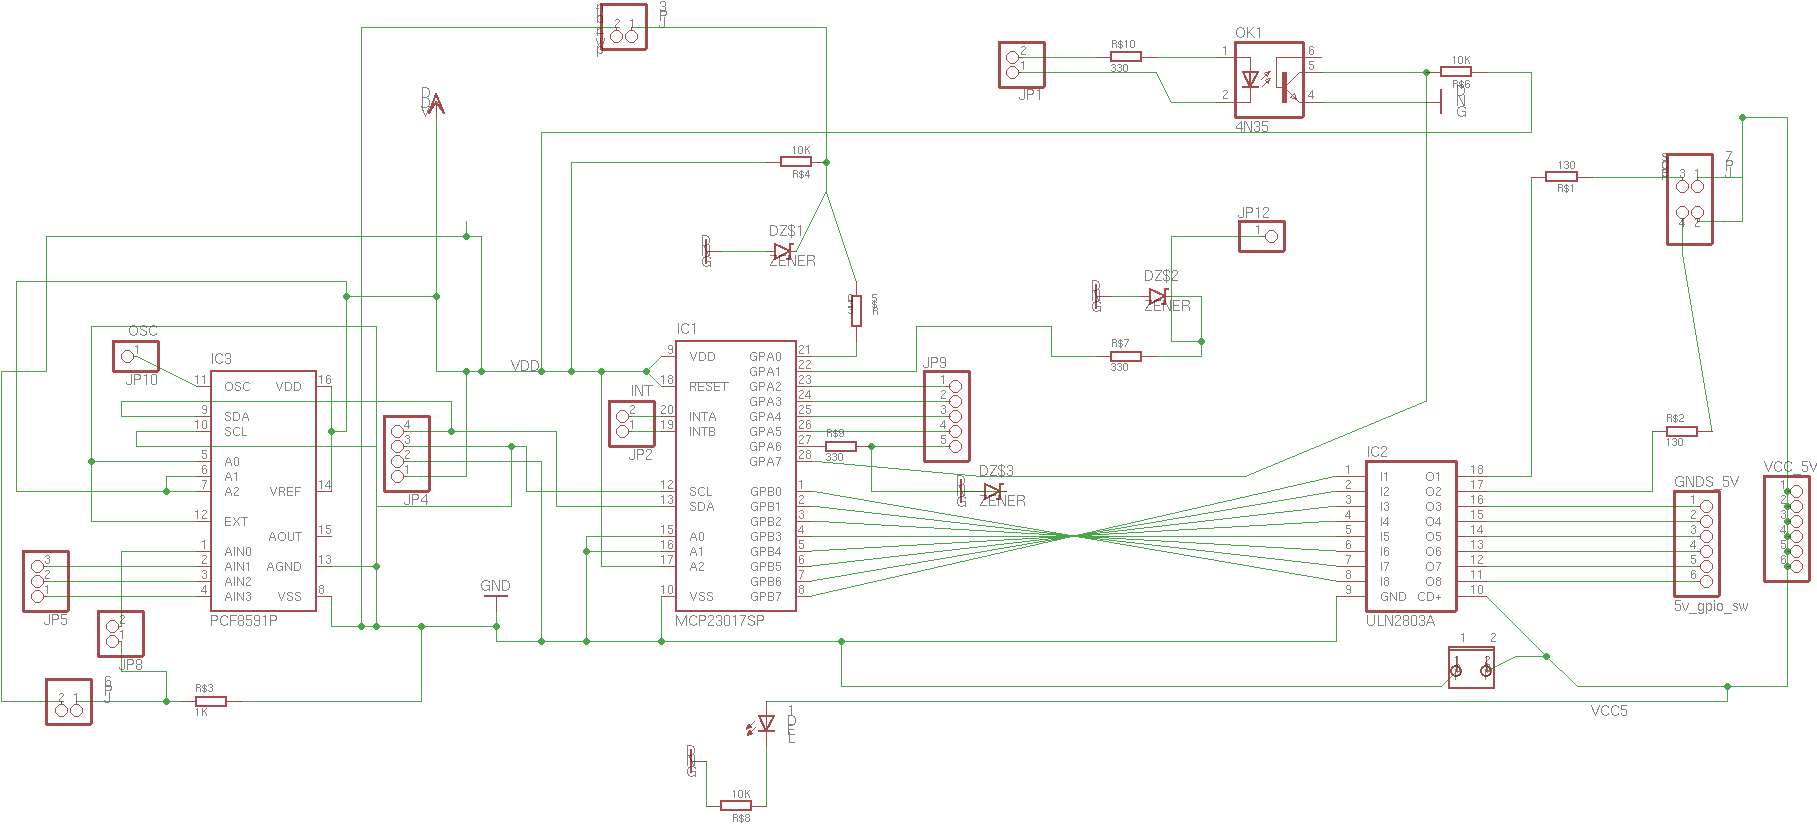 2 1
JP3
OK1
JP1
2
1
R$10
330
1
2
6
5
4
4N35
10K
R$6
GND
VDD
10K
R$4
DZ$1
ZENER
GND
R$5
JP12
1
DZ$2
ZENER
GND
R$7
330
130
R$1
JP7
3 1
4 2
R$2
130
OSC
1
JP10
IC3
11 OSC VDD 16
9 SDA
10 SCL
5 A0
6 A1
7 A2 VREF 14
12 EXT
AOUT 15
1 AIN0
2 AIN1 AGND 13
3 AIN2
4 AIN3 VSS 8
PCF8591P
3
2
1
JP5
2
1
JP8
2 1
JP6
R$3
1K
4
3
2
1
JP4
GND
VDD
INT
2
1
JP2
IC1
9 VDD GPA0 21
GPA1 22
18 RESET GPA2 23
GPA3 24
20 INTA GPA4 25
19 INTB GPA5 26
GPA6 27
GPA7 28
12 SCL GPB0 1
13 SDA GPB1 2
GPB2 3
15 A0 GPB3 4
16 A1 GPB4 5
17 A2 GPB5 6
GPB6 7
10 VSS GPB7 8
MCP23017SP
R$9
330
JP9
1
2
3
4
5
DZ$3
ZENER
GND
IC2
1 I1 O1 18
2 I2 O2 17
3 I3 O3 16
4 I4 O4 15
5 I5 O5 14
6 I6 O6 13
7 I7 O7 12
8 I8 O8 11
9 GND CD+ 10
ULN2803A
GNDS_5V
1
2
3
4
5
6
5v_gpio_sw
VCC_5V
1
2
3
4
5
6
1 2
1 2
VCC5
LED1
GND
10K
R$8